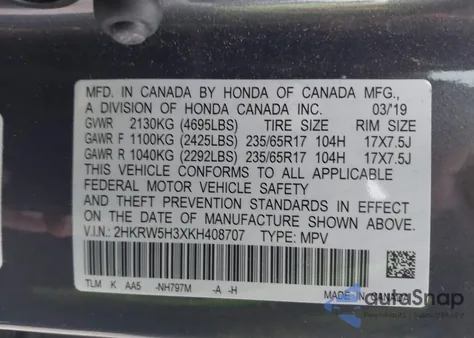 MFD. IN CANADA BY HONDA OF CANADA MFG.,
A DIVISION OF HONDA CANADA INC. 03/19
GVWR 2130KG (4695LBS) TIRE SIZE RIM SIZE
GAWR F 1100KG (2425LBS) 235/65R17 104H 17X7.5J
GAWR R 1040KG (2292LBS) 235/65R17 104H 17X7.5J
THIS VEHICLE CONFORMS TO ALL APPLICABLE
FEDERAL MOTOR VEHICLE SAFETY
AND THEFT PREVENTION STANDARDS IN EFFECT
ON THE DATE OF MANUFACTURE SHOWN ABOVE.
V.I.N.: 2HKRW5H3XKH408707 TYPE: MPV
TLM K AA5 -NH797M -A -H
MADE IN CANADA
autoSnap